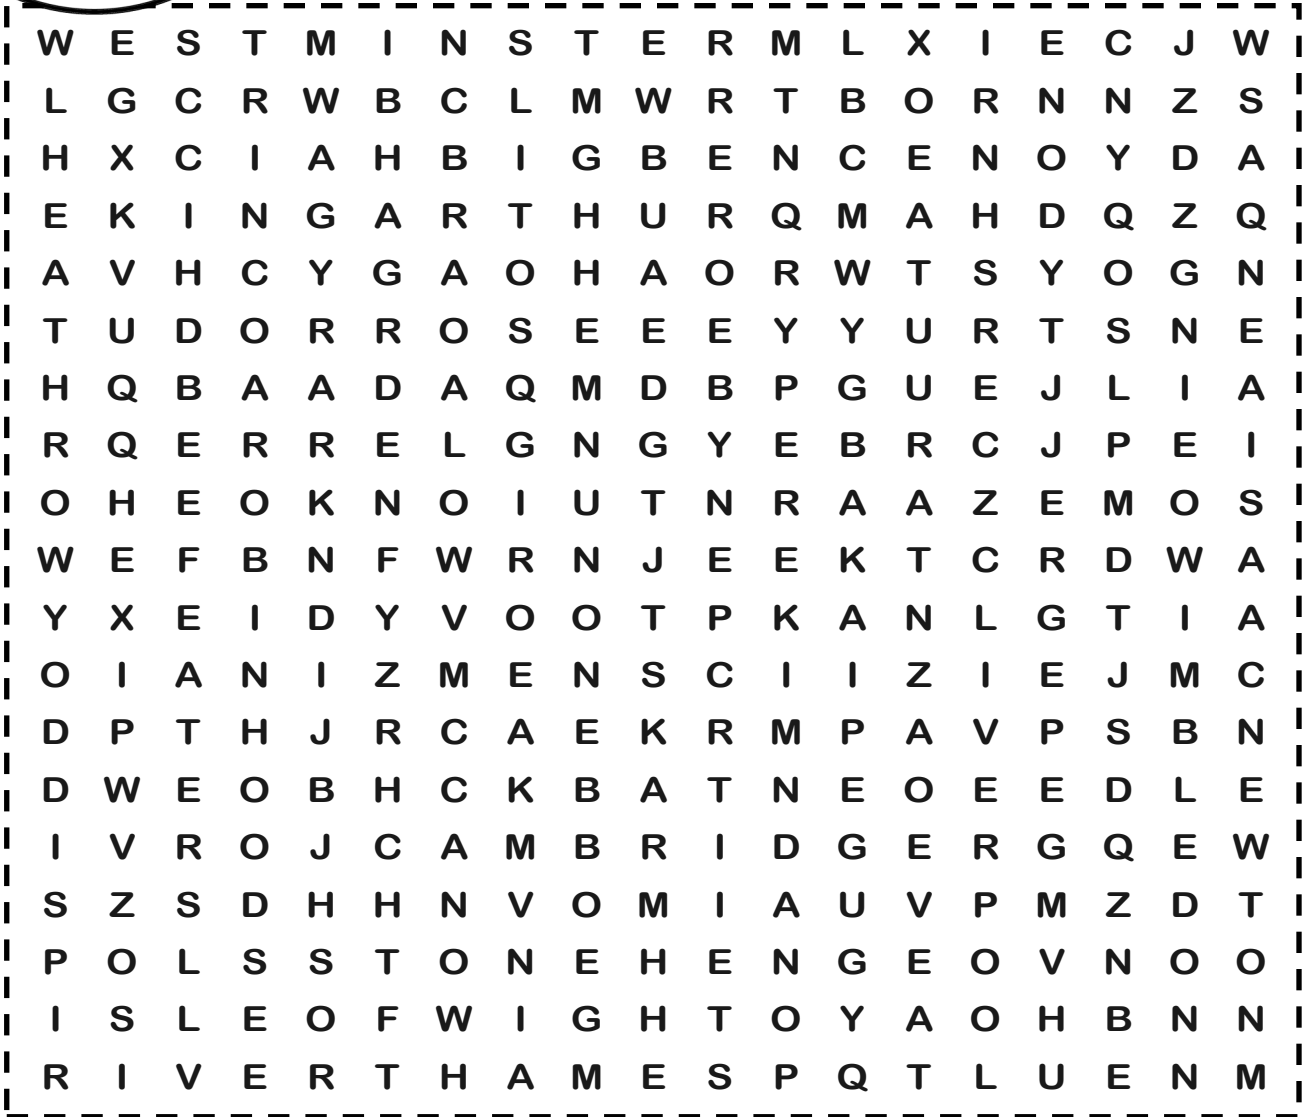 W E S T M I N S T E R M L X I E C J W
L G C R W B C L M W R T B O R N N Z S
H X C I A H B I G B E N C E N O Y D A
E K I N G A R T H U R Q M A H D Q Z Q
A V H C Y G A O H A O R W T S Y O G N
T U D O R R O S E E E Y Y U R T S N E
H Q B A A D A Q M D B P G U E J L I A
R Q E R R E L G N G Y E B R C J P E I
O H E O K N O I U T N R A A Z E M O S
W E F B N F W R N J E E K T C R D W A
Y X E I D Y V O O T P K A N L G T I A
O I A N I Z M E N S C I I Z I E J M C
D P T H J R C A E K R M P A V P S B N
D W E O B H C K B A T N E O E E D L E
I V R O J C A M B R I D G E R G Q E W
S Z S D H H N V O M I A U V P M Z D T
P O L S S T O N E H E N G E O V N O O
I S L E O F W I G H T O Y A O H B N N
R I V E R T H A M E S P Q T L U E N M